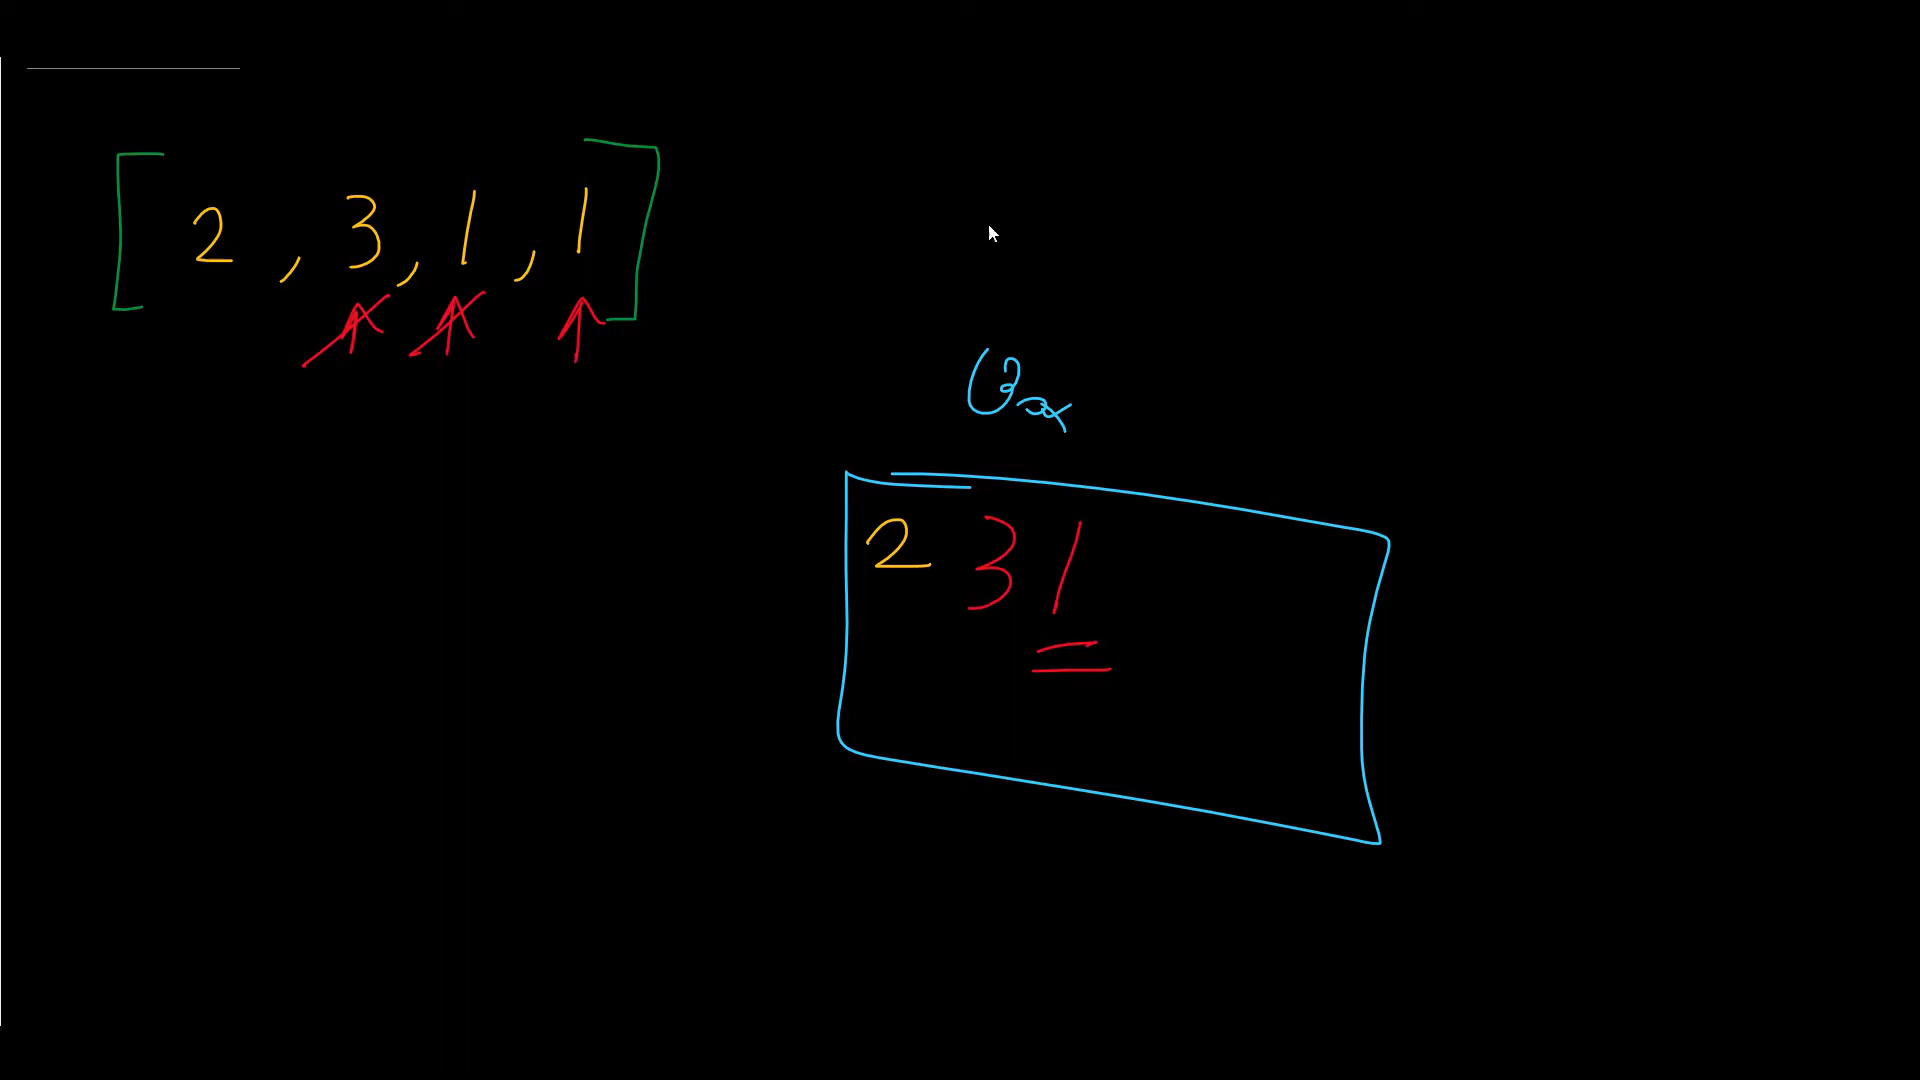 [ 2 , 3 , 1 , 1 ]
2 3 1